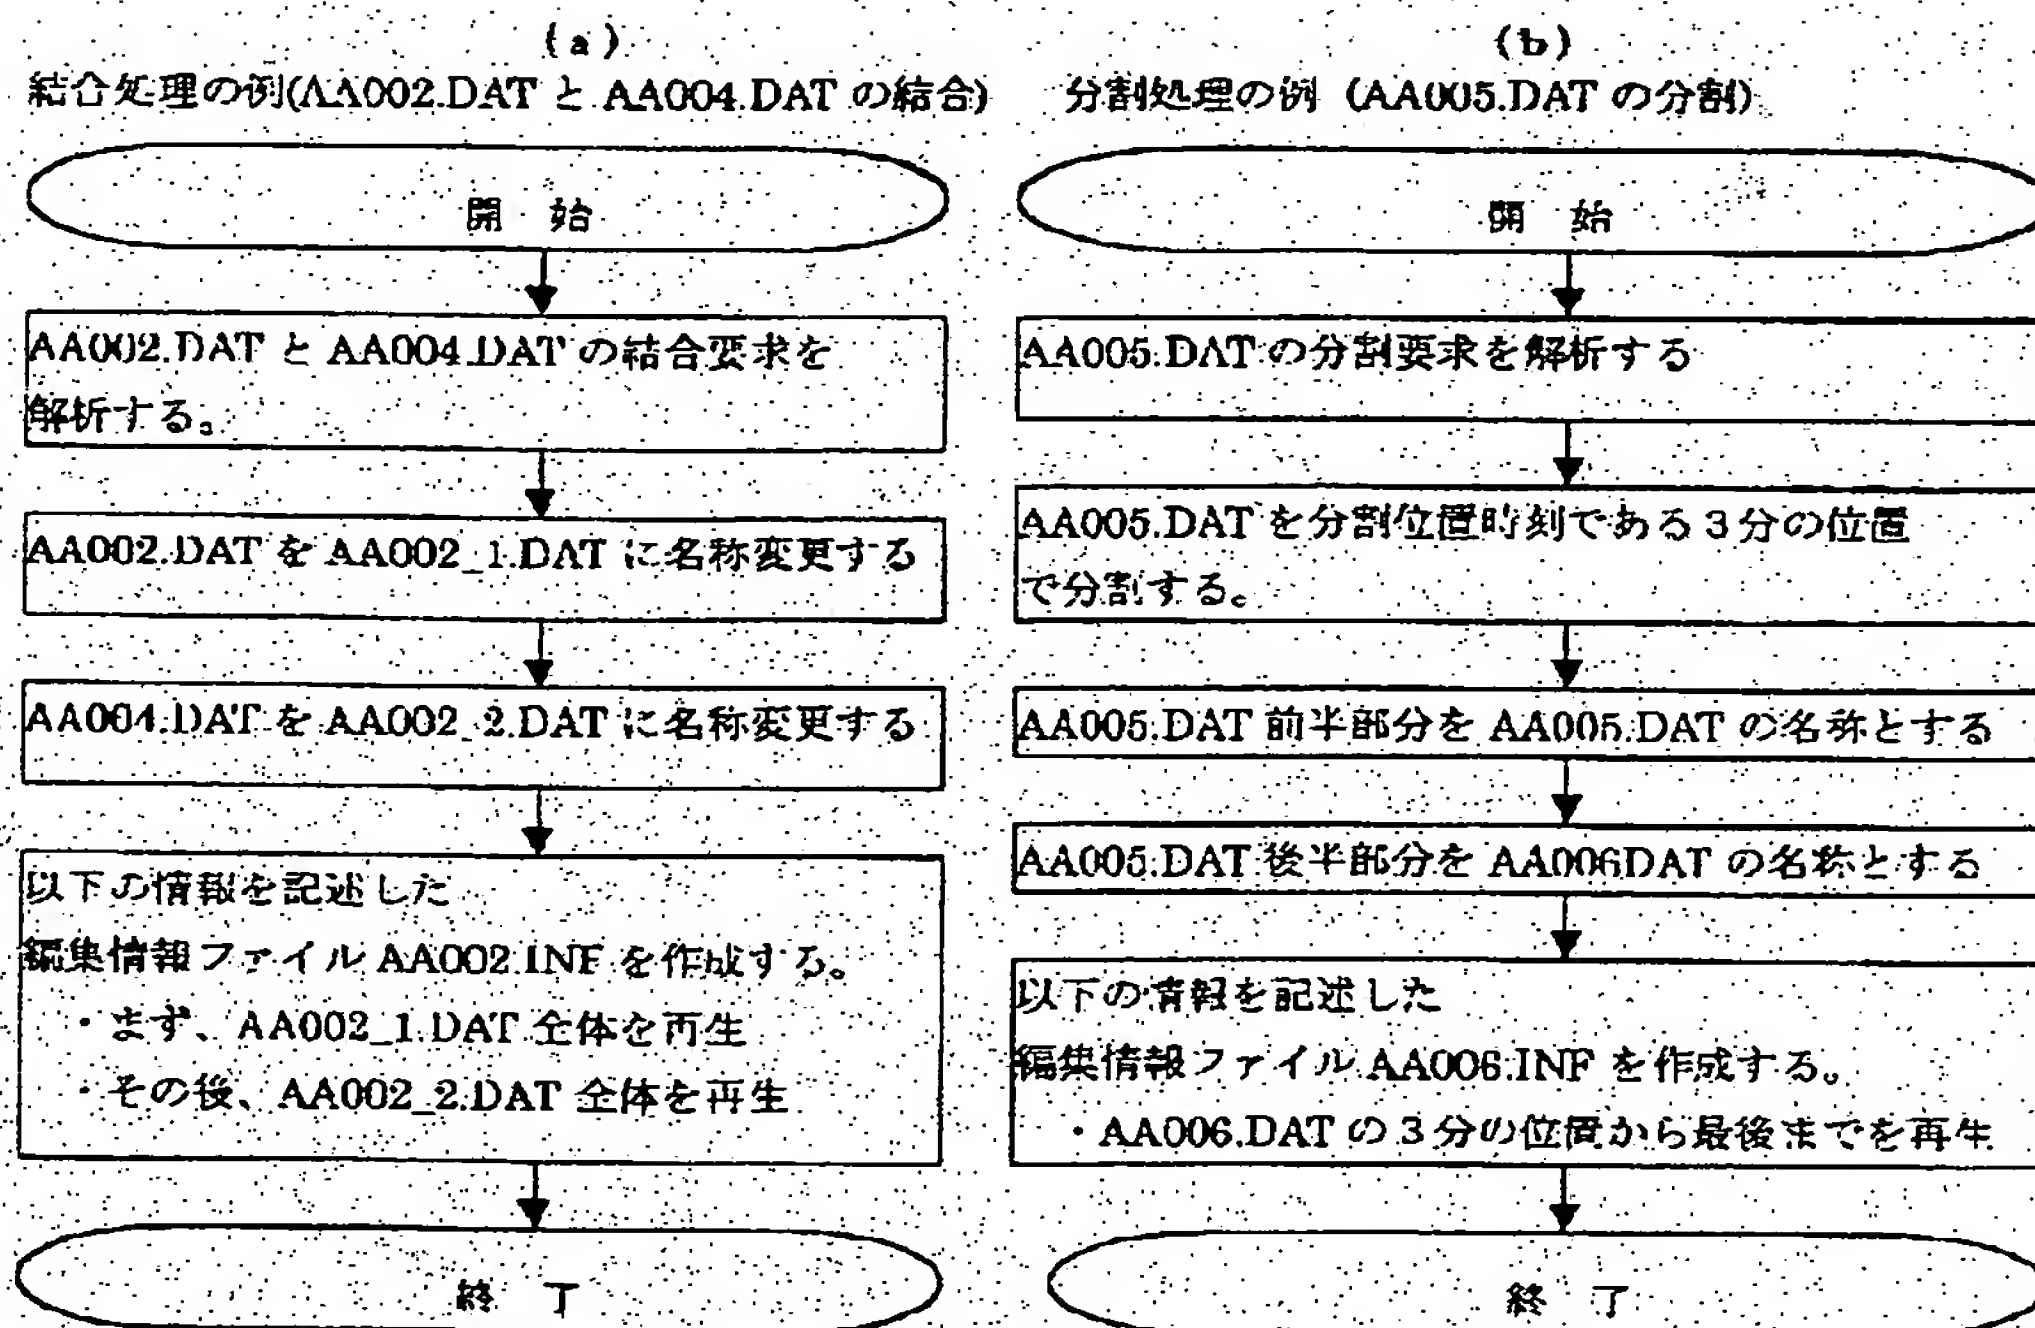 (a)
結合処理の例(AA002.DAT と AA004.DAT の結合)
開 始
AA002.DAT と AA004.DAT の結合要求を
解析する。
AA002.DAT を AA002_1.DAT に名称変更する
AA004.DAT を AA002_2.DAT に名称変更する
以下の情報を記述した
編集情報ファイル AA002.INF を作成する。
・まず、AA002_1.DAT 全体を再生
・その後、AA002_2.DAT 全体を再生
終 了
(b)
分割処理の例 (AA005.DAT の分割)
開 始
AA005.DAT の分割要求を解析する
AA005.DAT を分割位置時刻である3分の位置
で分割する。
AA005.DAT 前半部分を AA005.DAT の名称とする
AA005.DAT 後半部分を AA006DAT の名称とする
以下の情報を記述した
編集情報ファイル AA006.INF を作成する。
・AA006.DAT の3分の位置から最後までを再生
終 了